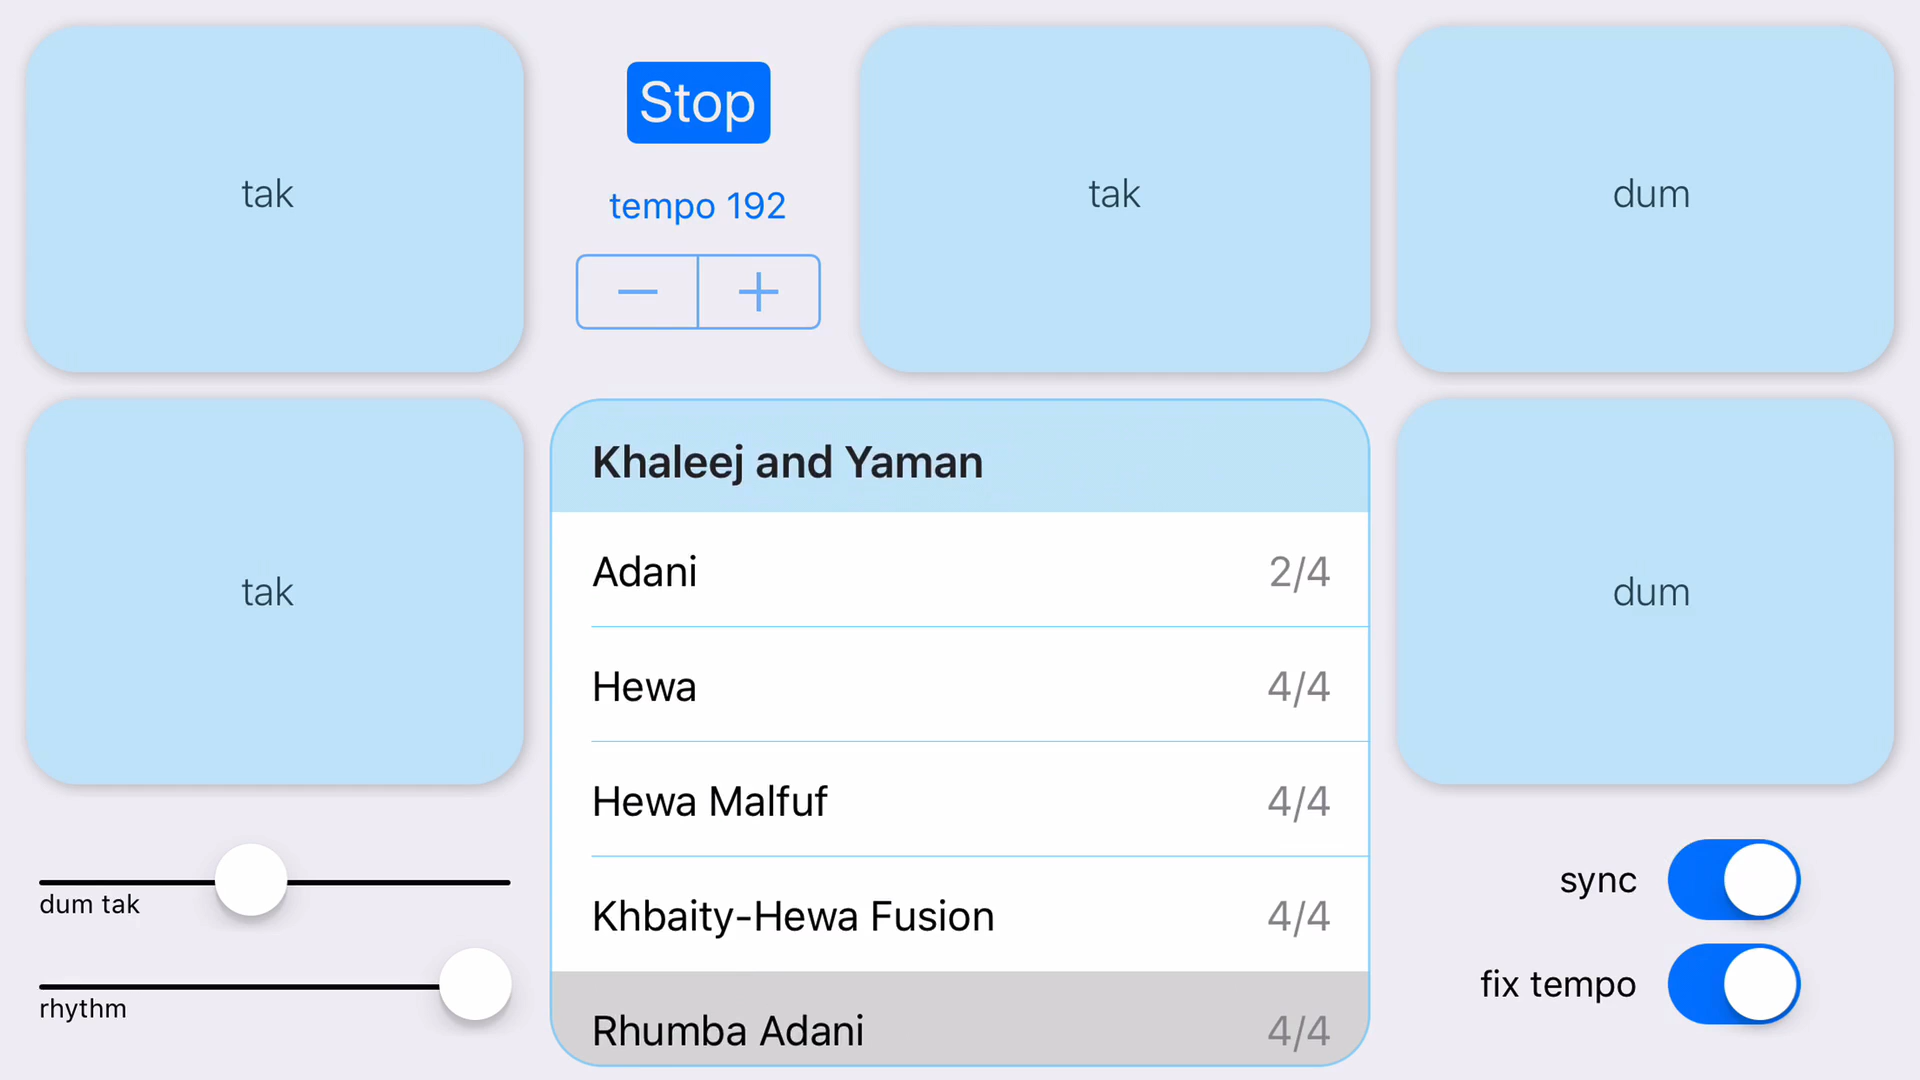 tak
Stop
tempo 192
tak
dum
tak
Khaleej and Yaman
Adani 2/4
Hewa 4/4
Hewa Malfuf 4/4
Khbaity-Hewa Fusion 4/4
Rhumba Adani 4/4
dum
dum tak
rhythm
sync
fix tempo